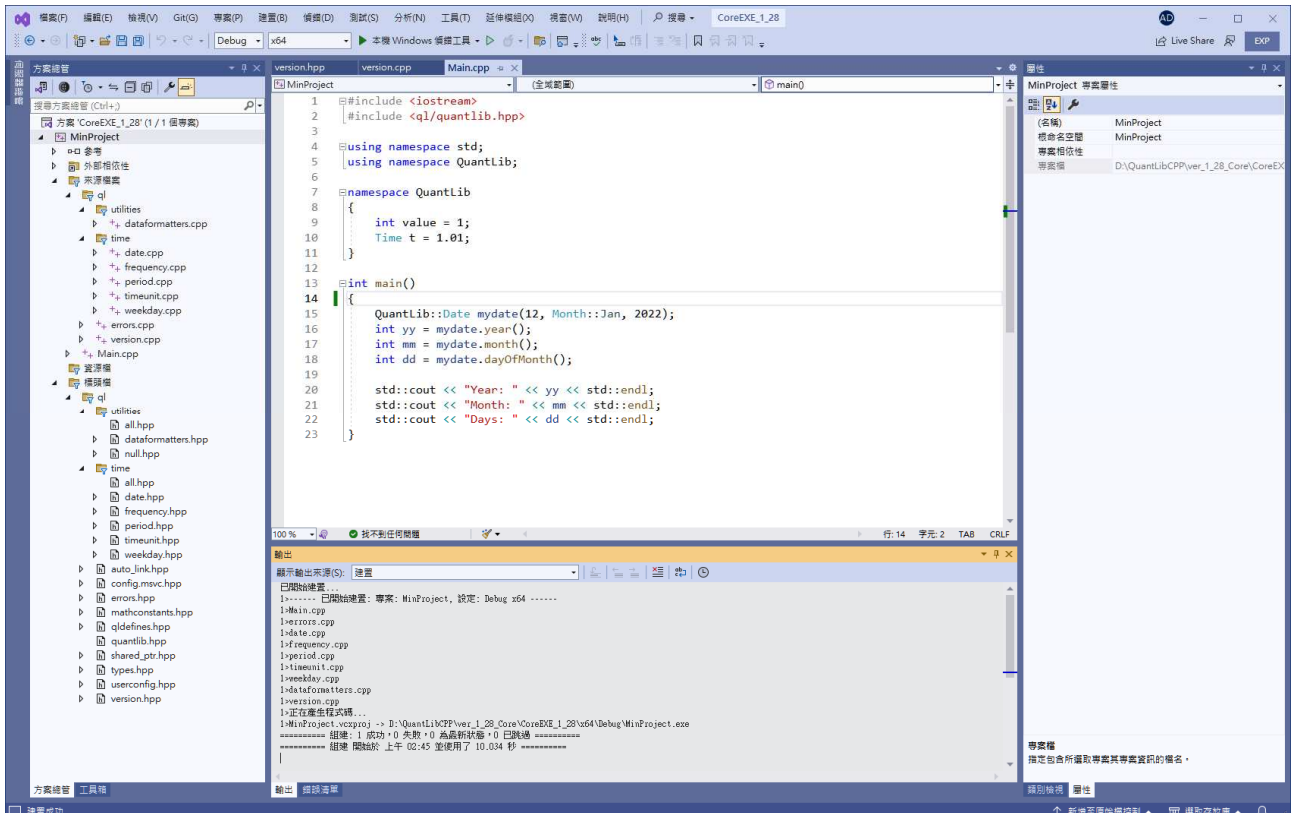 檔案(F) 編輯(E) 檢視(V) Git(G) 專案(P) 建置(B) 偵錯(D) 測試(S) 分析(N) 工具(T) 延伸模組(X) 視窗(W) 說明(H) 搜尋 CoreEXE_1_28 AD
Debug x64 本機 Windows 偵錯工具 Live Share EXP
方案總管
搜尋方案總管 (Ctrl+;)
方案 'CoreEXE_1_28' (1 / 1 個專案)
MinProject
參考
外部相依性
來源檔案
ql
utilities
dataformatters.cpp
time
date.cpp
frequency.cpp
period.cpp
timeunit.cpp
weekday.cpp
errors.cpp
version.cpp
Main.cpp
資源檔
標頭檔
ql
utilities
all.hpp
dataformatters.hpp
null.hpp
time
all.hpp
date.hpp
frequency.hpp
period.hpp
timeunit.hpp
weekday.hpp
auto_link.hpp
config.msvc.hpp
errors.hpp
mathconstants.hpp
qldefines.hpp
quantlib.hpp
shared_ptr.hpp
types.hpp
userconfig.hpp
version.hpp
方案總管 工具箱
version.hpp version.cpp Main.cpp
MinProject (全域範圍) main()
1 #include <iostream>
2 #include <ql/quantlib.hpp>
3
4 using namespace std;
5 using namespace QuantLib;
6
7 namespace QuantLib
8 {
9 int value = 1;
10 Time t = 1.01;
11 }
12
13 int main()
14 {
15 QuantLib::Date mydate(12, Month::Jan, 2022);
16 int yy = mydate.year();
17 int mm = mydate.month();
18 int dd = mydate.dayOfMonth();
19
20 std::cout << "Year: " << yy << std::endl;
21 std::cout << "Month: " << mm << std::endl;
22 std::cout << "Days: " << dd << std::endl;
23 }
100 % 找不到任何問題 行: 14 字元: 2 TAB CRLF
輸出
顯示輸出來源(S): 建置
已開始建置...
1>------ 已開始建置: 專案: MinProject, 設定: Debug x64 ------
1>Main.cpp
1>errors.cpp
1>date.cpp
1>frequency.cpp
1>period.cpp
1>timeunit.cpp
1>weekday.cpp
1>dataformatters.cpp
1>version.cpp
1>正在產生程式碼...
1>MinProject.vcxproj -> D:\QuantLibCPP\ver_1_28_Core\CoreEXE_1_28\x64\Debug\MinProject.exe
========== 組建: 1 成功，0 失敗，0 為最新狀態，0 已跳過 ==========
========== 組建 開始於 上午 02:45 並使用了 10.034 秒 ==========
輸出 錯誤清單
屬性
MinProject 專案屬性
(名稱) MinProject
根命名空間 MinProject
專案相依性
專案檔 D:\QuantLibCPP\ver_1_28_Core\CoreEX
專案檔
指定包含所選取專案其專案資訊的檔名。
類別檢視 屬性
建置成功 新增至原始檔控制 選取存放庫